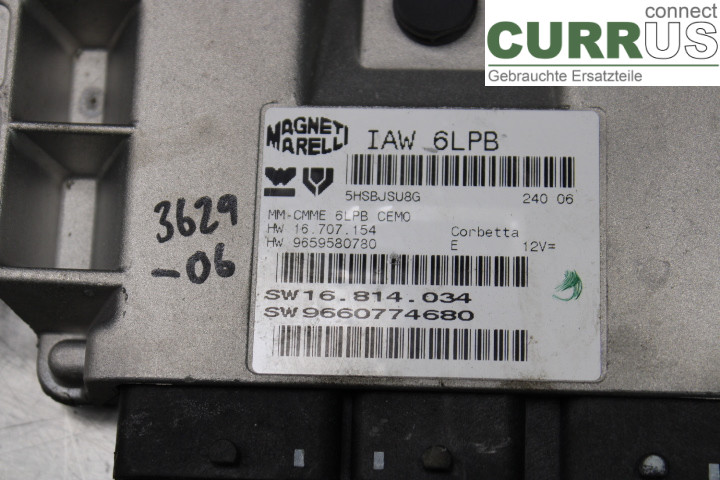 connect
CURRUS
Gebrauchte Ersatzteile
MAGNETI
MARELLI
IAW 6LPB
5HSBJSU8G
240 06
MM-CMME 6LPB CEMO
HW 16.707.154
Corbetta
HW 9659580780
E
12V=
SW16.814.034
SW9660774680
3629
-06